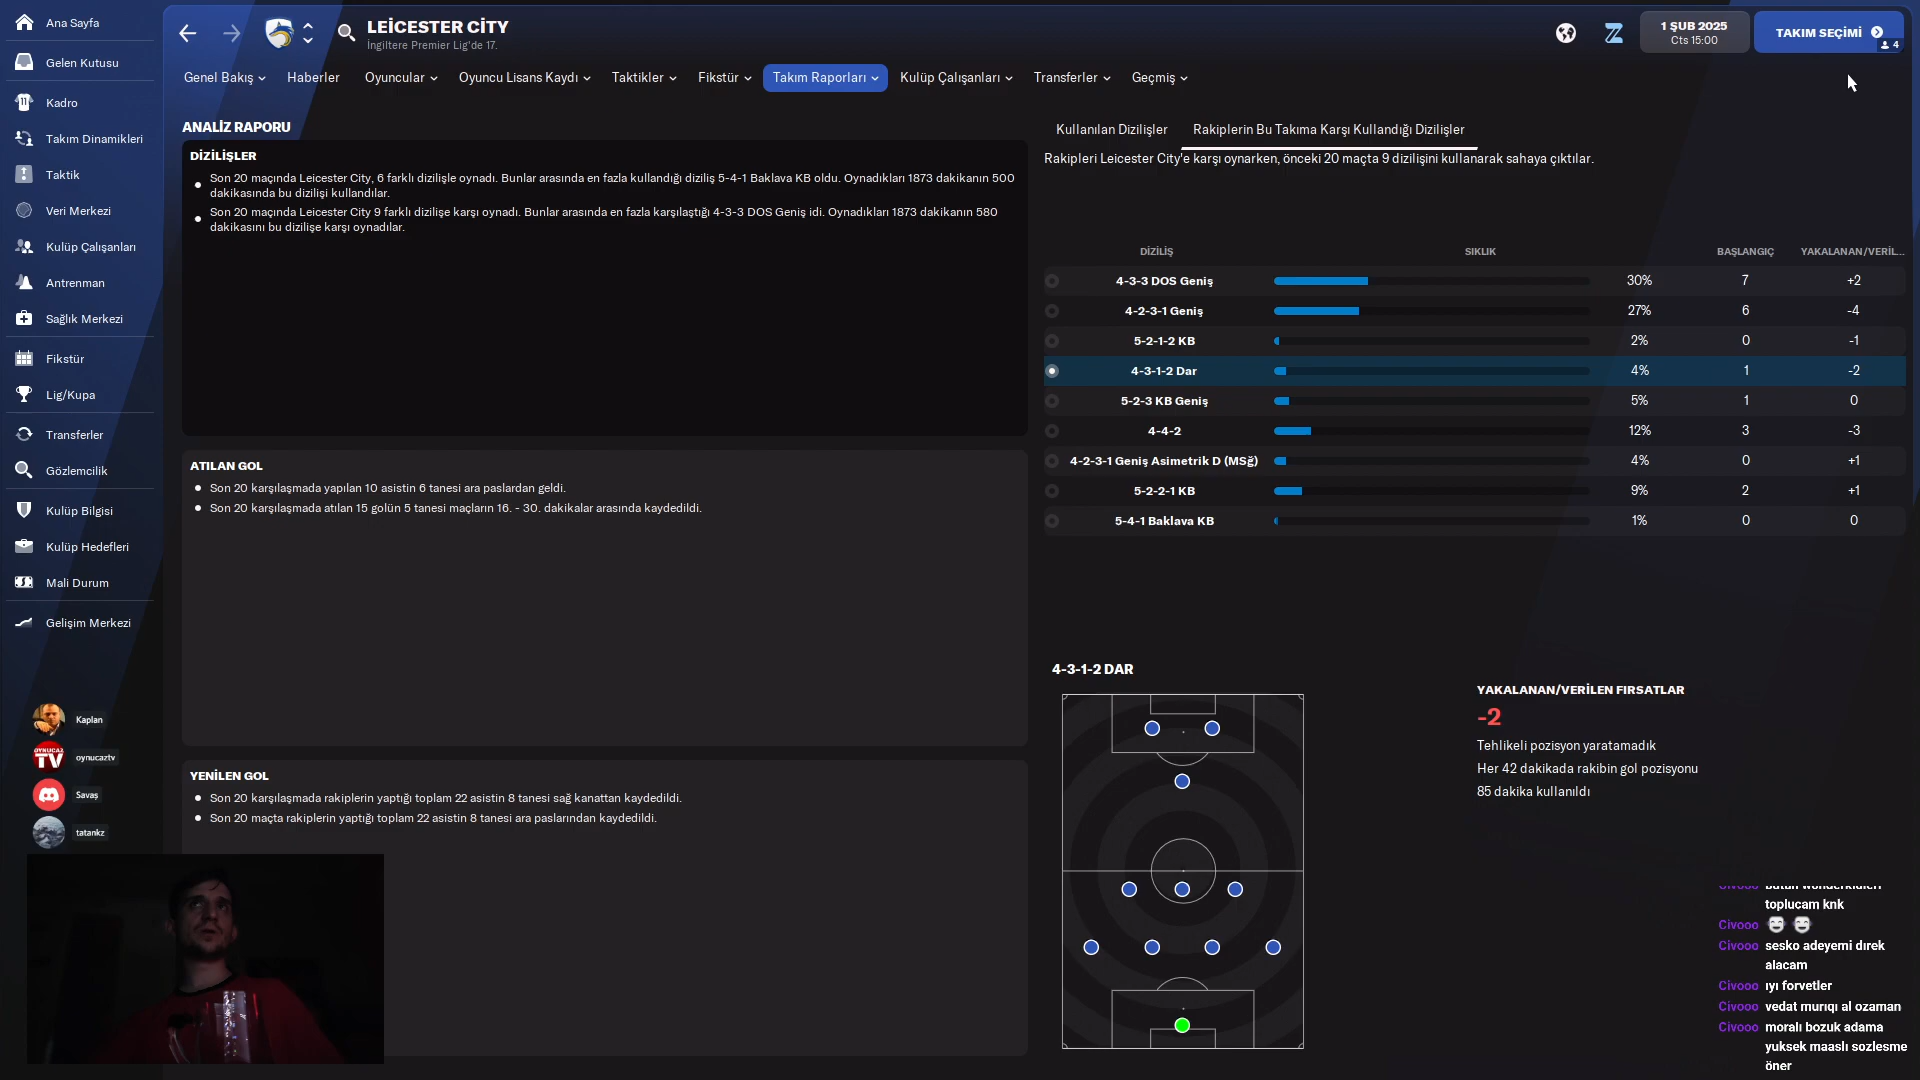 Ana Sayfa
Gelen Kutusu
Kadro
Takım Dinamikleri
Taktik
Veri Merkezi
Kulüp Çalışanları
Antrenman
Sağlık Merkezi
Fikstür
Lig/Kupa
Transferler
Gözlemcilik
Kulüp Bilgisi
Kulüp Hedefleri
Mali Durum
Gelişim Merkezi
Kaplan
OYNUCAZ TV
oynucaztv
Savaş
tatankz
LEİCESTER CİTY
İngiltere Premier Lig'de 17.
1 ŞUB 2025
Cts 15:00
TAKIM SEÇİMİ
4
Genel Bakış
Haberler
Oyuncular
Oyuncu Lisans Kaydı
Taktikler
Fikstür
Takım Raporları
Kulüp Çalışanları
Transferler
Geçmiş
ANALİZ RAPORU
DİZİLİŞLER
Son 20 maçında Leicester City, 6 farklı dizilişle oynadı. Bunlar arasında en fazla kullandığı diziliş 5-4-1 Baklava KB oldu. Oynadıkları 1873 dakikanın 500
dakikasında bu dizilişi kullandılar.
Son 20 maçında Leicester City 9 farklı dizilişe karşı oynadı. Bunlar arasında en fazla karşılaştığı 4-3-3 DOS Geniş idi. Oynadıkları 1873 dakikanın 580
dakikasını bu dizilişe karşı oynadılar.
ATILAN GOL
Son 20 karşılaşmada yapılan 10 asistin 6 tanesi ara paslardan geldi.
Son 20 karşılaşmada atılan 15 golün 5 tanesi maçların 16. - 30. dakikalar arasında kaydedildi.
YENİLEN GOL
Son 20 karşılaşmada rakiplerin yaptığı toplam 22 asistin 8 tanesi sağ kanattan kaydedildi.
Son 20 maçta rakiplerin yaptığı toplam 22 asistin 8 tanesi ara paslarından kaydedildi.
Kullanılan Dizilişler
Rakiplerin Bu Takıma Karşı Kullandığı Dizilişler
Rakipleri Leicester City'e karşı oynarken, önceki 20 maçta 9 dizilişini kullanarak sahaya çıktılar.
DİZİLİŞ SIKLIK BAŞLANGIÇ YAKALANAN/VERİL...
4-3-3 DOS Geniş 30% 7 +2
4-2-3-1 Geniş 27% 6 -4
5-2-1-2 KB 2% 0 -1
4-3-1-2 Dar 4% 1 -2
5-2-3 KB Geniş 5% 1 0
4-4-2 12% 3 -3
4-2-3-1 Geniş Asimetrik D (MSğ) 4% 0 +1
5-2-2-1 KB 9% 2 +1
5-4-1 Baklava KB 1% 0 0
4-3-1-2 DAR
YAKALANAN/VERİLEN FIRSATLAR
-2
Tehlikeli pozisyon yaratamadık
Her 42 dakikada rakibin gol pozisyonu
85 dakika kullanıldı
Civooo butun wonderkidleri
toplucam knk
Civooo
Civooo sesko adeyemi dırek
alacam
Civooo ıyı forvetler
Civooo vedat murıqı al ozaman
Civooo moralı bozuk adama
yuksek maaslı sozlesme
öner